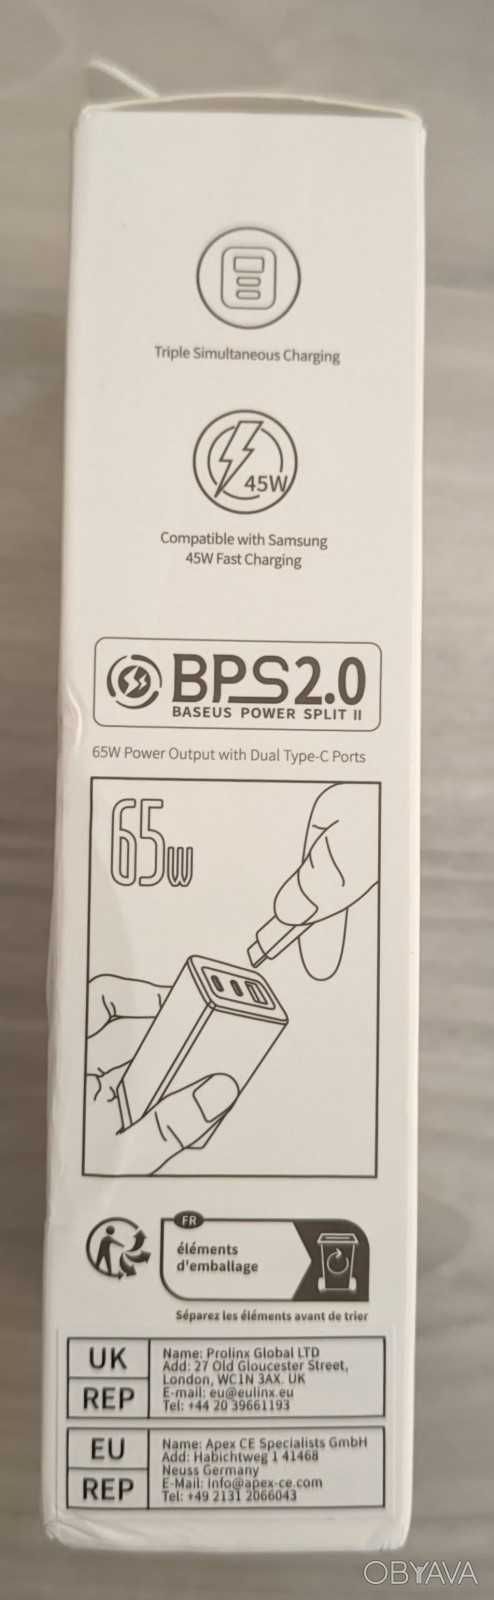 Triple Simultaneous Charging
45W
Compatible with Samsung
45W Fast Charging
BPS2.0
BASEUS POWER SPLIT II
65W Power Output with Dual Type-C Ports
65W
FR
éléments
d'emballage
Séparez les éléments avant de trier
UK
REP
Name: Prolinx Global LTD
Add: 27 Old Gloucester Street,
London, WC1N 3AX. UK
E-mail: eu@eulinx.eu
Tel: +44 20 39661193
EU
REP
Name: Apex CE Specialists GmbH
Add: Habichtweg 1 41468
Neuss Germany
E-Mail: Info@apex-ce.com
Tel: +49 2131 2066043
OBYAVA